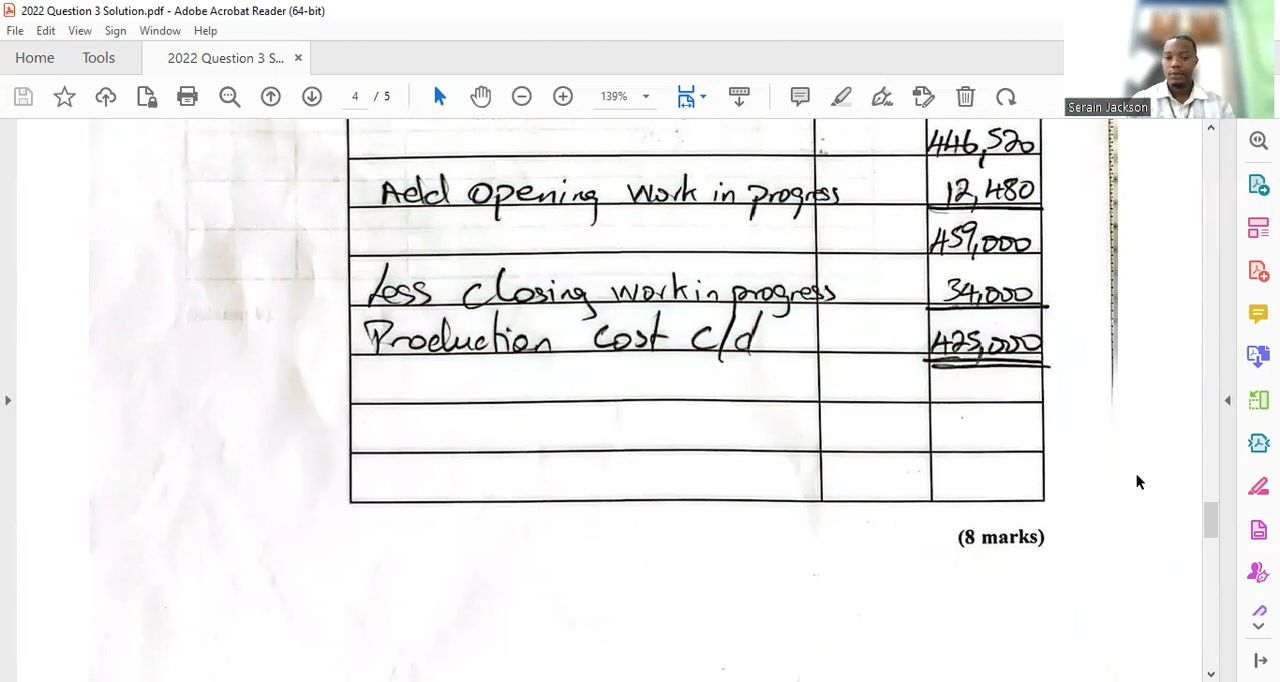 2022 Question 3 Solution.pdf - Adobe Acrobat Reader (64-bit)
File Edit View Sign Window Help
Home Tools 2022 Question 3 S... ×
4 / 5 139%
Serain Jackson
446,520
Add Opening Work in progress 12,480
459,000
Less closing work in progress 34,000
Production cost c/d 425,000
(8 marks)